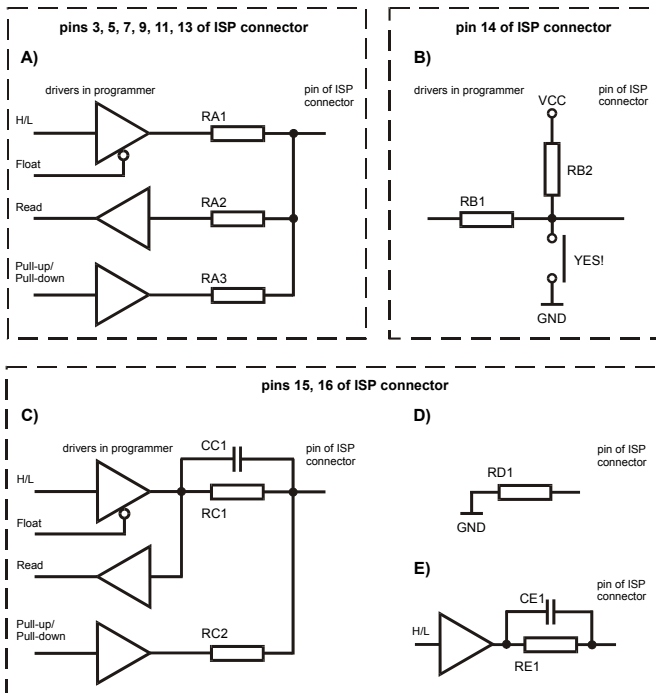 pins 3, 5, 7, 9, 11, 13 of ISP connector
A)
drivers in programmer
pin of ISP
connector
H/L
RA1
Float
Read
RA2
Pull-up/
Pull-down
RA3
pin 14 of ISP connector
B)
drivers in programmer
pin of ISP
connector
VCC
RB2
RB1
YES!
GND
pins 15, 16 of ISP connector
C)
drivers in programmer
CC1
pin of ISP
connector
H/L
RC1
Float
Read
Pull-up/
Pull-down
RC2
D)
pin of ISP
connector
RD1
GND
E)
pin of ISP
connector
CE1
H/L
RE1